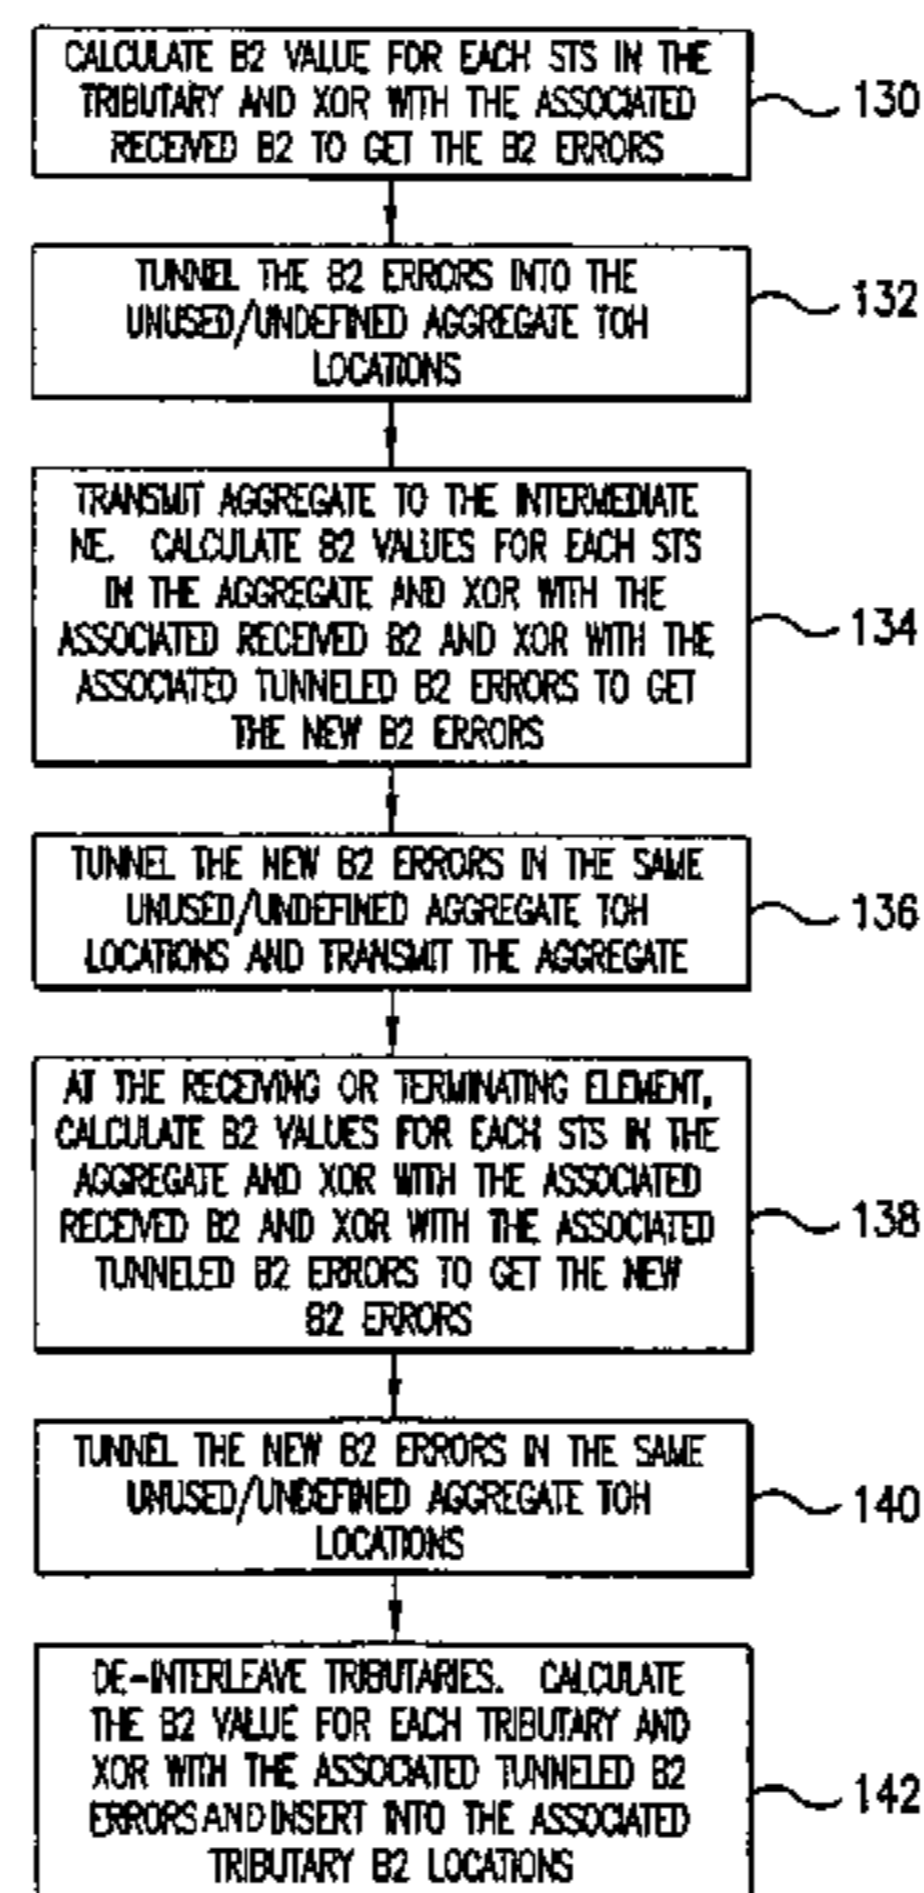 CALCULATE B2 VALUE FOR EACH STS IN THE
TRIBUTARY AND XOR WITH THE ASSOCIATED
RECEIVED B2 TO GET THE B2 ERRORS
130
TUNNEL THE B2 ERRORS INTO THE
UNUSED/UNDEFINED AGGREGATE TOH
LOCATIONS
132
TRANSMIT AGGREGATE TO THE INTERMEDIATE
NE. CALCULATE B2 VALUES FOR EACH STS
IN THE AGGREGATE AND XOR WITH THE
ASSOCIATED RECEIVED B2 AND XOR WITH THE
ASSOCIATED TUNNELED B2 ERRORS TO GET
THE NEW B2 ERRORS
134
TUNNEL THE NEW B2 ERRORS IN THE SAME
UNUSED/UNDEFINED AGGREGATE TOH
LOCATIONS AND TRANSMIT THE AGGREGATE
136
AT THE RECEIVING OR TERMINATING ELEMENT,
CALCULATE B2 VALUES FOR EACH STS IN THE
AGGREGATE AND XOR WITH THE ASSOCIATED
RECEIVED B2 AND XOR WITH THE ASSOCIATED
TUNNELED B2 ERRORS TO GET THE NEW
B2 ERRORS
138
TUNNEL THE NEW B2 ERRORS IN THE SAME
UNUSED/UNDEFINED AGGREGATE TOH
LOCATIONS
140
DE-INTERLEAVE TRIBUTARIES. CALCULATE
THE B2 VALUE FOR EACH TRIBUTARY AND
XOR WITH THE ASSOCIATED TUNNELED B2
ERRORS AND INSERT INTO THE ASSOCIATED
TRIBUTARY B2 LOCATIONS
142